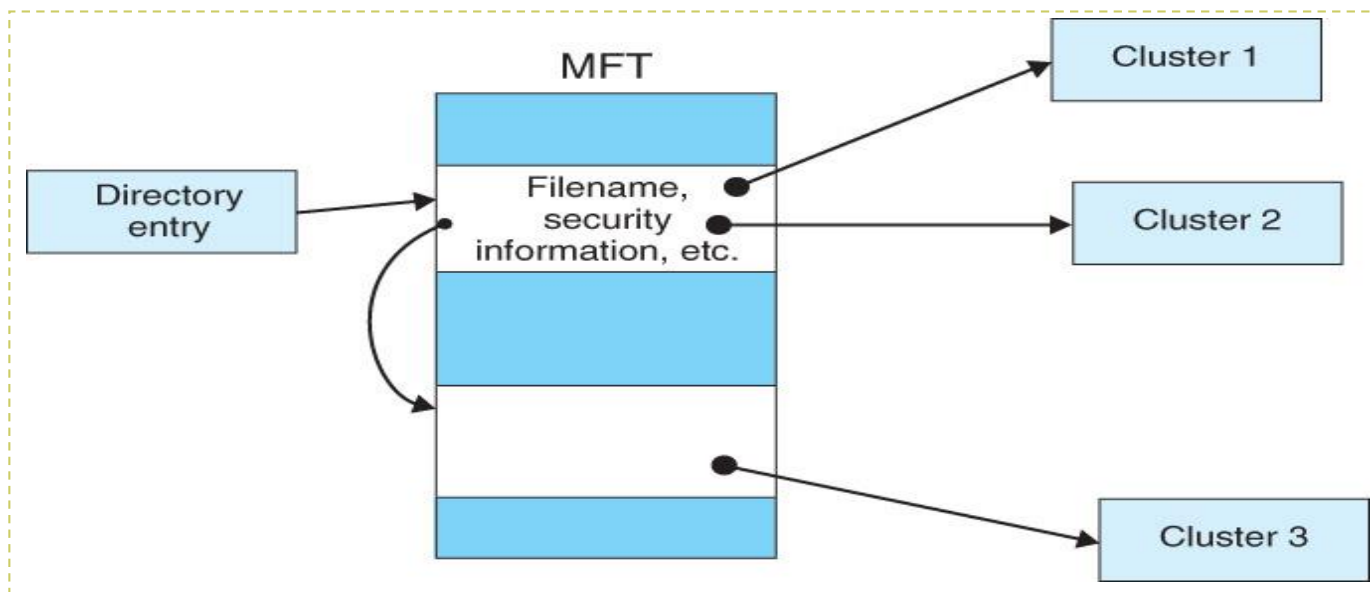 MFT
Directory
entry
Filename,
security
information, etc.
Cluster 1
Cluster 2
Cluster 3